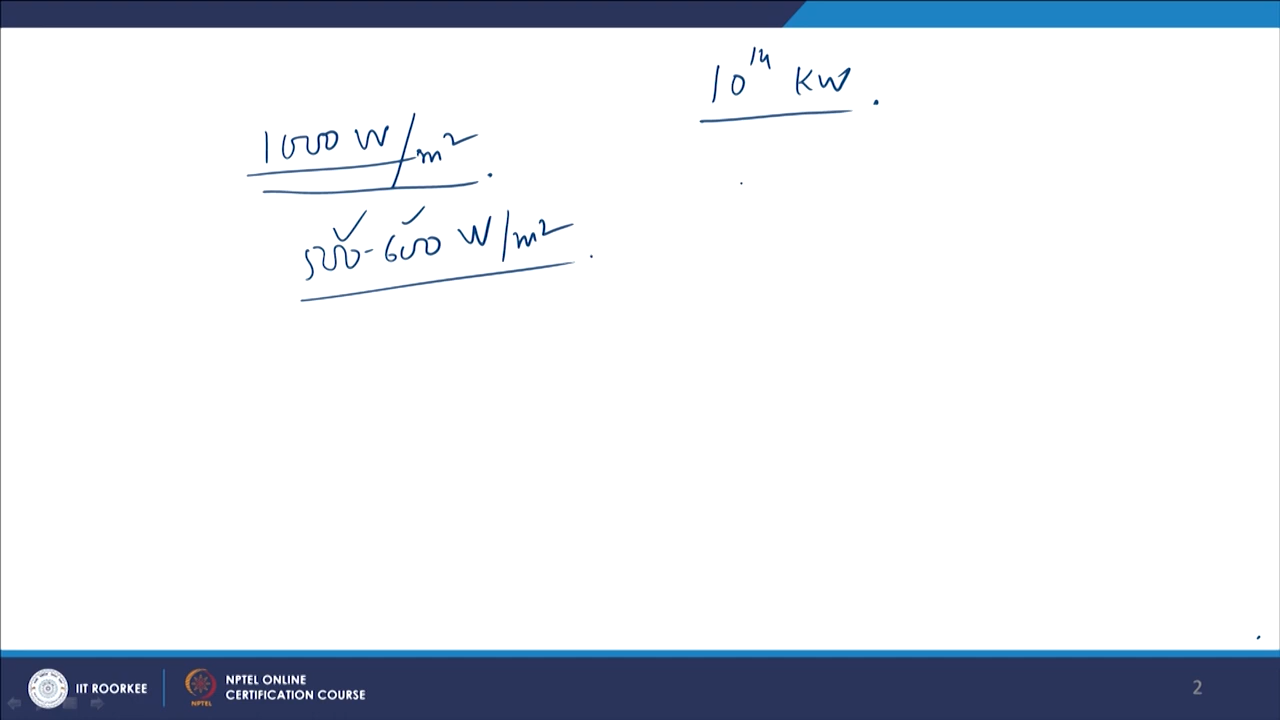 10^14 KW.
1000 W/m².
500-600 W/m².
IIT ROORKEE
NPTEL ONLINE
CERTIFICATION COURSE
2